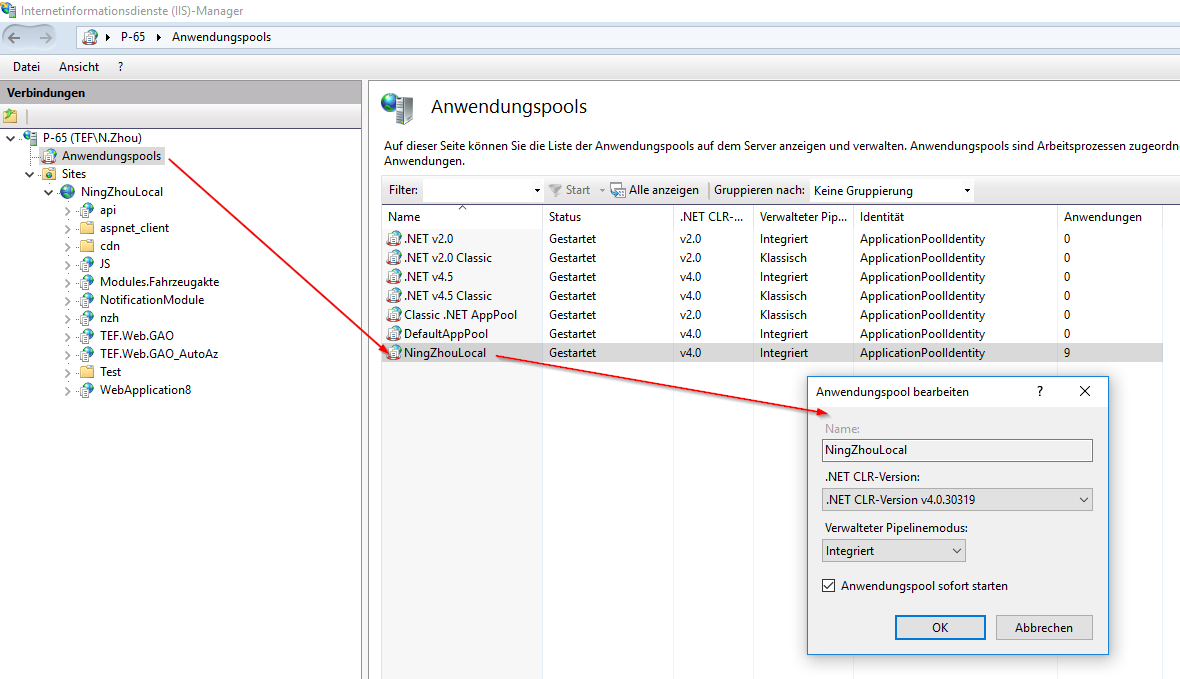 Internetinformationsdienste (IIS)-Manager
P-65 Anwendungspools
Datei Ansicht ?
Verbindungen
P-65 (TEF\N.Zhou)
Anwendungspools
Sites
NingZhouLocal
api
aspnet_client
cdn
JS
Modules.Fahrzeugakte
NotificationModule
nzh
TEF.Web.GAO
TEF.Web.GAO_AutoAz
Test
WebApplication8
Anwendungspools
Auf dieser Seite können Sie die Liste der Anwendungspools auf dem Server anzeigen und verwalten. Anwendungspools sind Arbeitsprozessen zugeordn
Anwendungen.
Filter: Start Alle anzeigen Gruppieren nach: Keine Gruppierung
Name Status .NET CLR-... Verwalteter Pip... Identität Anwendungen
.NET v2.0 Gestartet v2.0 Integriert ApplicationPoolIdentity 0
.NET v2.0 Classic Gestartet v2.0 Klassisch ApplicationPoolIdentity 0
.NET v4.5 Gestartet v4.0 Integriert ApplicationPoolIdentity 0
.NET v4.5 Classic Gestartet v4.0 Klassisch ApplicationPoolIdentity 0
Classic .NET AppPool Gestartet v2.0 Klassisch ApplicationPoolIdentity 0
DefaultAppPool Gestartet v4.0 Integriert ApplicationPoolIdentity 0
NingZhouLocal Gestartet v4.0 Integriert ApplicationPoolIdentity 9
Anwendungspool bearbeiten ?
Name:
NingZhouLocal
.NET CLR-Version:
.NET CLR-Version v4.0.30319
Verwalteter Pipelinemodus:
Integriert
Anwendungspool sofort starten
OK Abbrechen